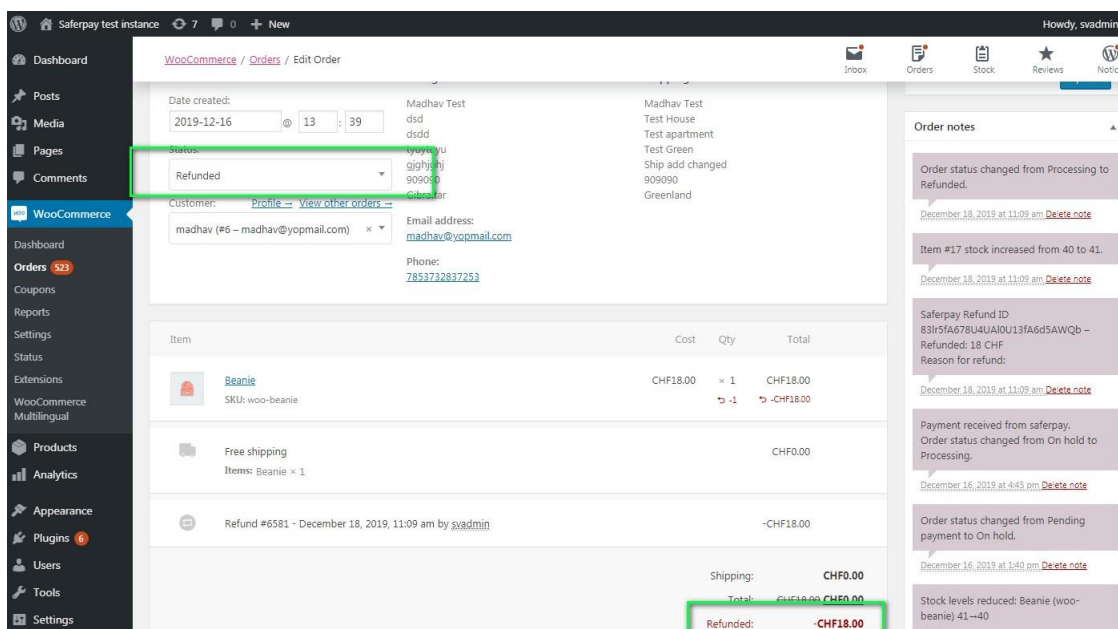 Saferpay test instance 7 0 + New Howdy, svadmin
Dashboard
Posts
Media
Pages
Comments
WooCommerce
Dashboard
Orders 523
Coupons
Reports
Settings
Status
Extensions
WooCommerce
Multilingual
Products
Analytics
Appearance
Plugins 6
Users
Tools
Settings
WooCommerce / Orders / Edit Order
Inbox
Orders
Stock
Reviews
Date created:
2019-12-16 @ 13 : 39
Status:
Refunded
Customer: Profile → View other orders →
madhav (#6 – madhav@yopmail.com) × 
Madhav Test
dsd
dsdd
909090
Gibraltar
Email address:
madhav@yopmail.com
Phone:
7853732837253
Madhav Test
Test House
Test apartment
Test Green
Ship add changed
909090
Greenland
Item Cost Qty Total
Beanie CHF18.00 × 1 CHF18.00
SKU: woo-beanie -1 -CHF18.00
Free shipping CHF0.00
Items: Beanie × 1
Refund #6581 - December 18, 2019, 11:09 am by svadmin -CHF18.00
Shipping: CHF0.00
Total: CHF18.00 CHF0.00
Refunded: -CHF18.00
Order notes
Order status changed from Processing to
Refunded.
December 18, 2019 at 11:09 am Delete note
Item #17 stock increased from 40 to 41.
December 18, 2019 at 11:09 am Delete note
Saferpay Refund ID
83lr5fA678U4UAl0U13fA6d5AWQb –
Refunded: 18 CHF
Reason for refund:
December 18, 2019 at 11:09 am Delete note
Payment received from saferpay.
Order status changed from On hold to
Processing.
December 16, 2019 at 4:45 pm Delete note
Order status changed from Pending
payment to On hold.
December 16, 2019 at 1:40 pm Delete note
Stock levels reduced: Beanie (woo-
beanie) 41→40